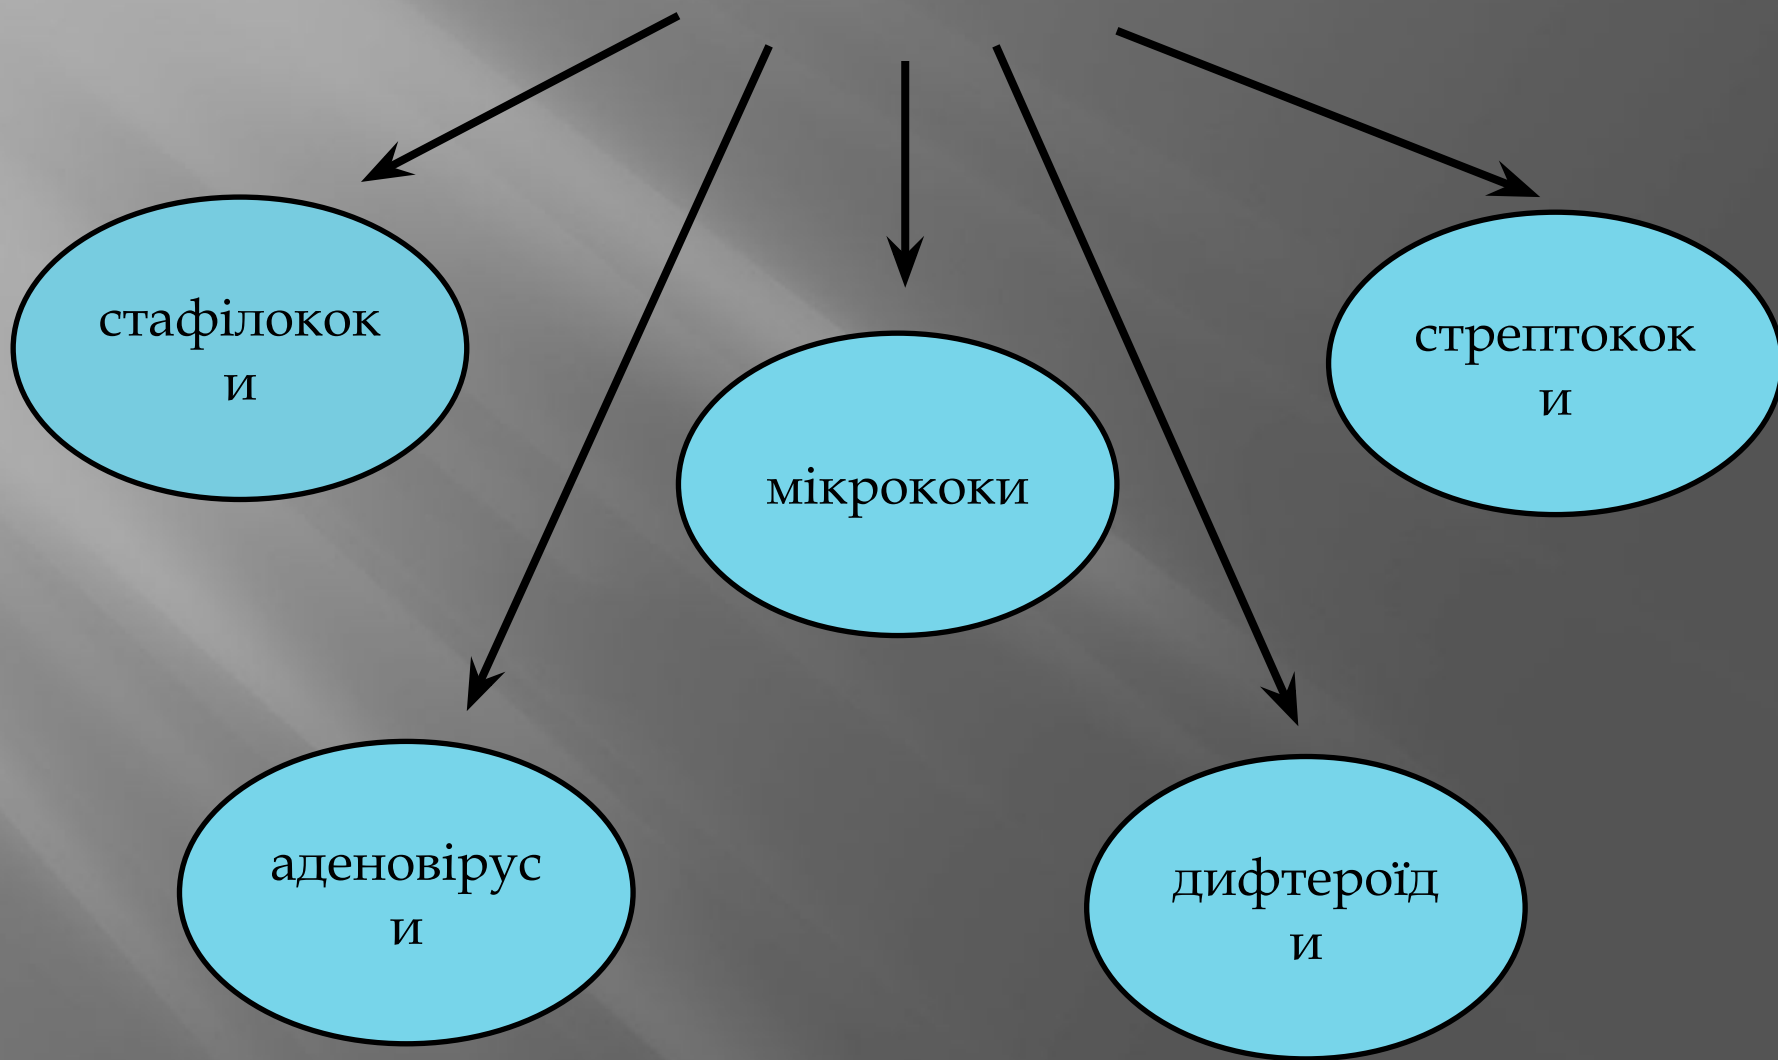 стафілокок
и
стрептокок
и
мікрококи
аденовірус
и
дифтероїд
и